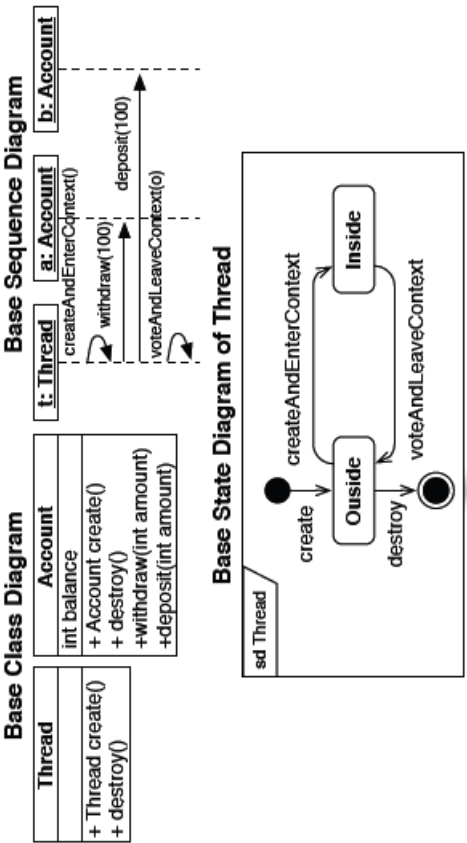 Base Class Diagram
Thread
+ Thread create()
+ destroy()
Account
int balance
+ Account create()
+ destroy()
+withdraw(int amount)
+deposit(int amount)
Base Sequence Diagram
t: Thread
a: Account
b: Account
createAndEnterContext()
withdraw(100)
deposit(100)
voteAndLeaveContext(o)
Base State Diagram of Thread
sd Thread
create
Ouside
destroy
createAndEnterContext
voteAndLeaveContext
Inside